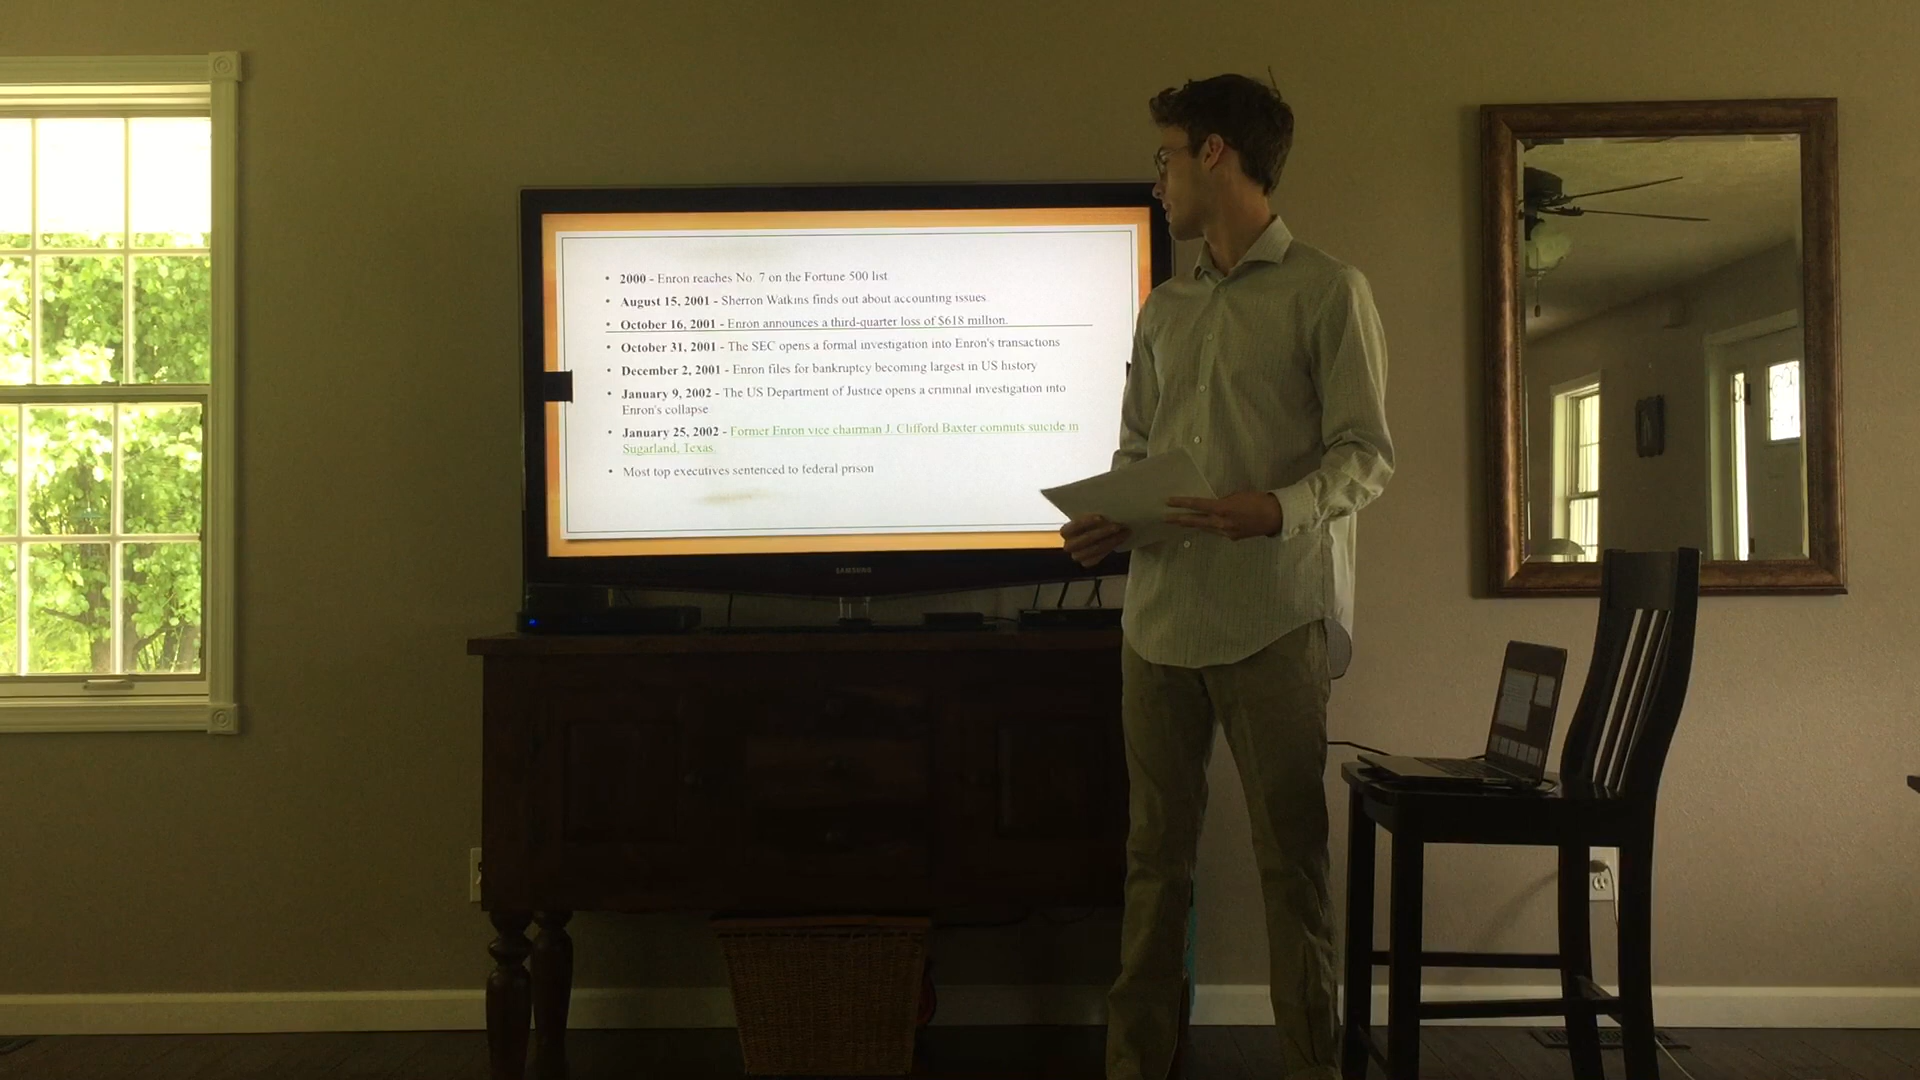 • 2000 - Enron reaches No. 7 on the Fortune 500 list
• August 15, 2001 - Sherron Watkins finds out about accounting issues.
• October 16, 2001 - Enron announces a third-quarter loss of $618 million.
• October 31, 2001 - The SEC opens a formal investigation into Enron's transactions
• December 2, 2001 - Enron files for bankruptcy becoming largest in US history
• January 9, 2002 - The US Department of Justice opens a criminal investigation into
Enron's collapse
• January 25, 2002 - Former Enron vice chairman J. Clifford Baxter commits suicide in
Sugarland, Texas.
• Most top executives sentenced to federal prison
SAMSUNG